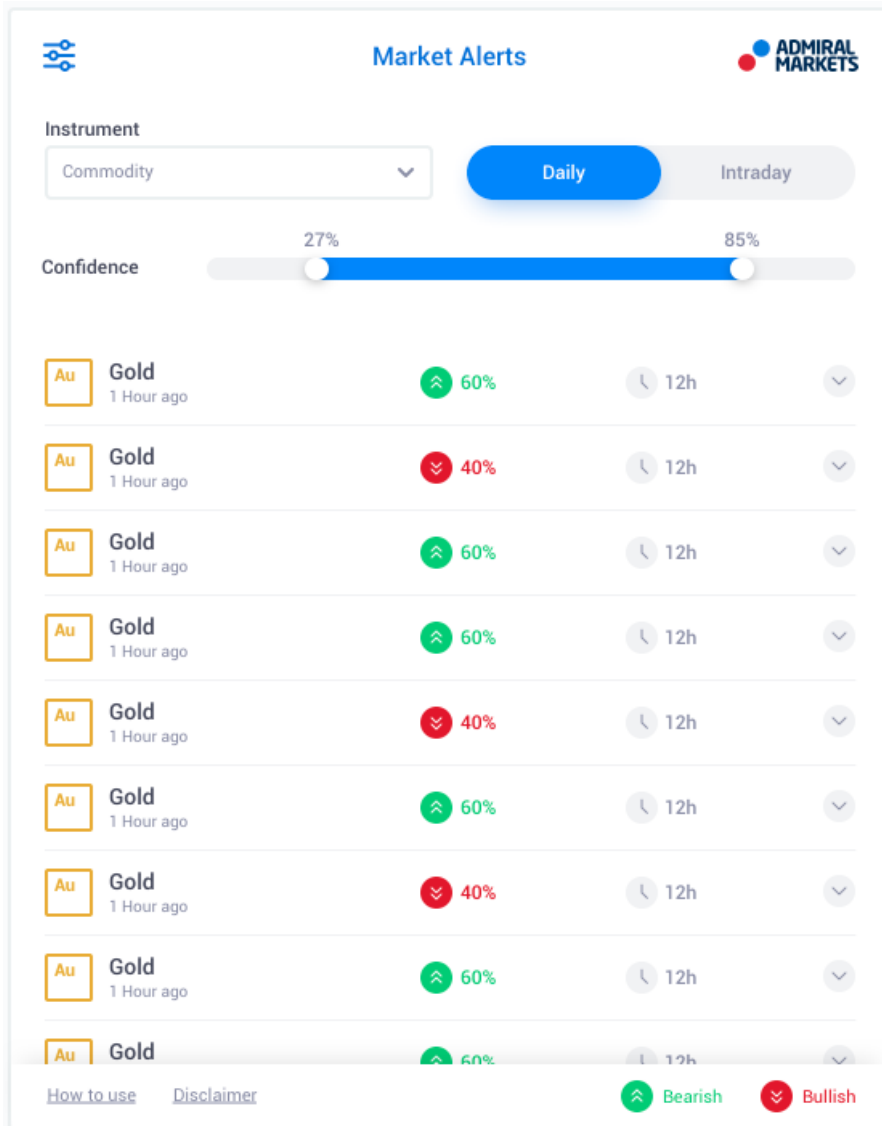 Market Alerts
ADMIRAL
MARKETS
Instrument
Commodity
Daily
Intraday
27%
85%
Confidence
Au
Gold
1 Hour ago
60%
12h
Au
Gold
1 Hour ago
40%
12h
Au
Gold
1 Hour ago
60%
12h
Au
Gold
1 Hour ago
60%
12h
Au
Gold
1 Hour ago
40%
12h
Au
Gold
1 Hour ago
60%
12h
Au
Gold
1 Hour ago
40%
12h
Au
Gold
1 Hour ago
60%
12h
Au
Gold
60%
12h
How to use
Disclaimer
Bearish
Bullish